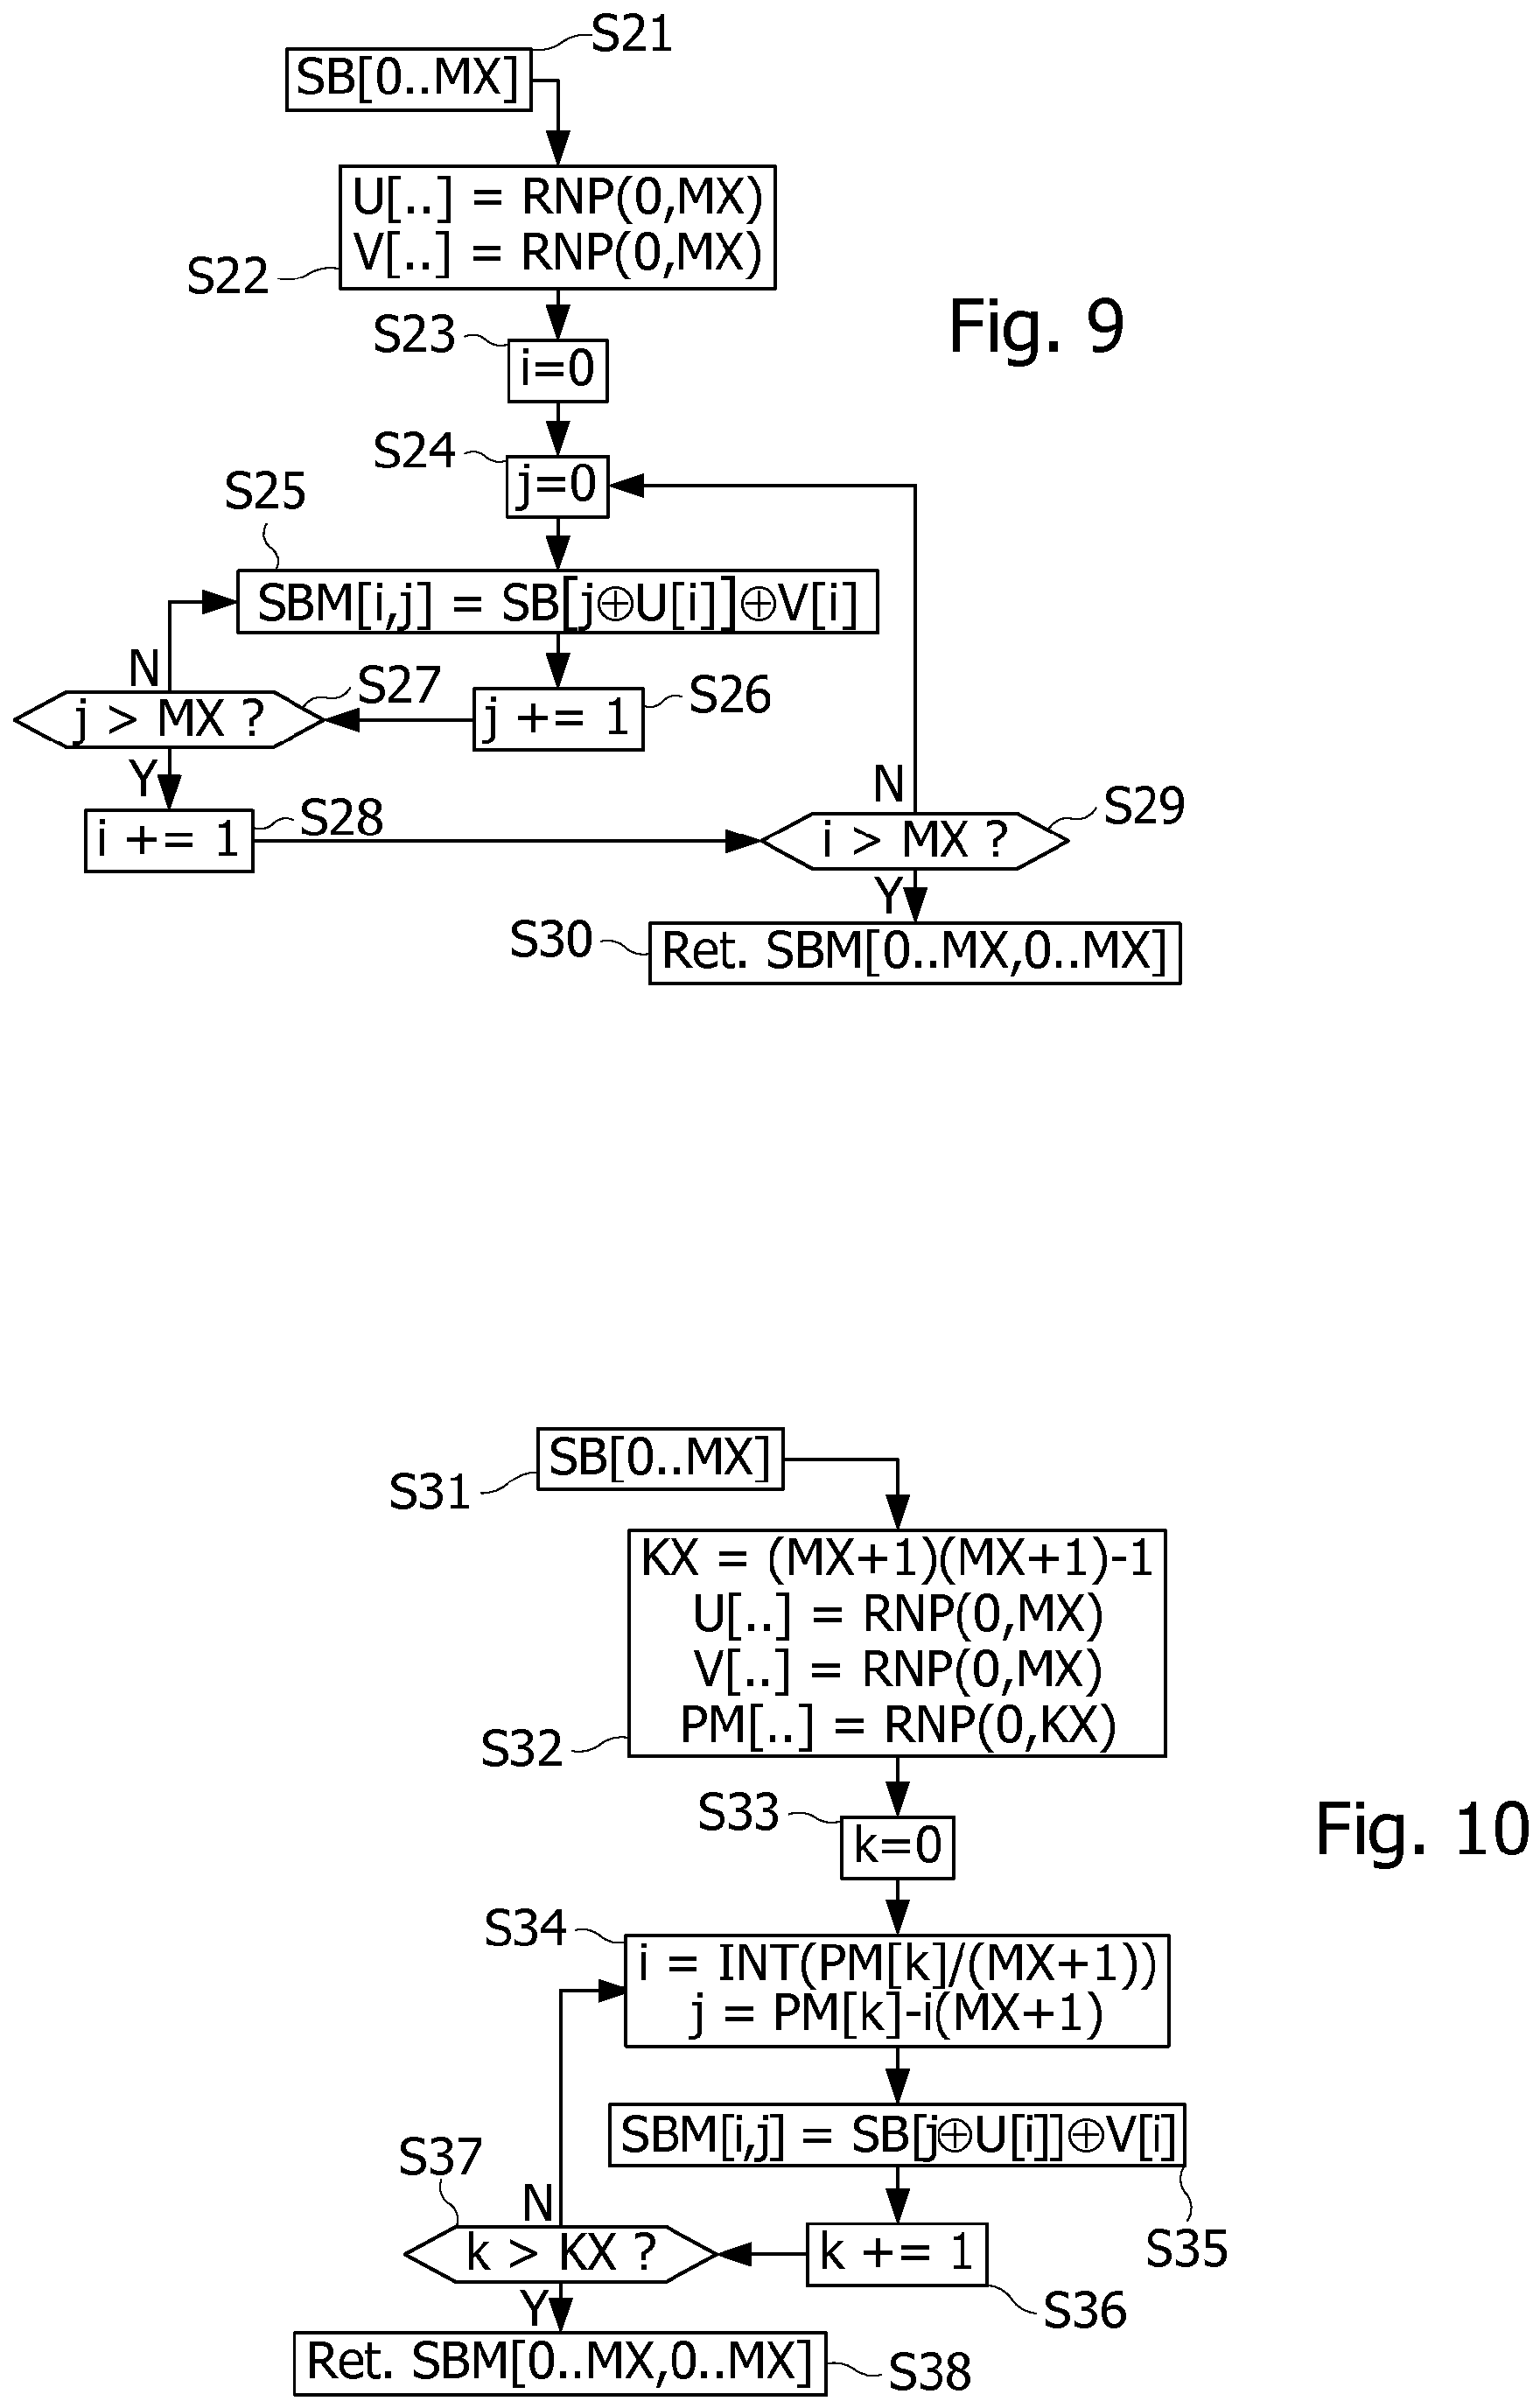 S21
SB[0..MX]
U[..] = RNP(0,MX)
V[..] = RNP(0,MX)
S22
Fig. 9
S23
i=0
S24
j=0
S25
SBM[i,j] = SB[j⊕U[i]]⊕V[i]
N
S27
j > MX ?
j += 1
S26
Y
N
i += 1
S28
i > MX ?
S29
Y
S30
Ret. SBM[0..MX,0..MX]
SB[0..MX]
S31
KX = (MX+1)(MX+1)-1
U[..] = RNP(0,MX)
V[..] = RNP(0,MX)
PM[..] = RNP(0,KX)
S32
S33
k=0
Fig. 10
S34
i = INT(PM[k]/(MX+1))
j = PM[k]-i(MX+1)
SBM[i,j] = SB[j⊕U[i]]⊕V[i]
S37
N
S35
k > KX ?
k += 1
S36
Y
Ret. SBM[0..MX,0..MX]
S38